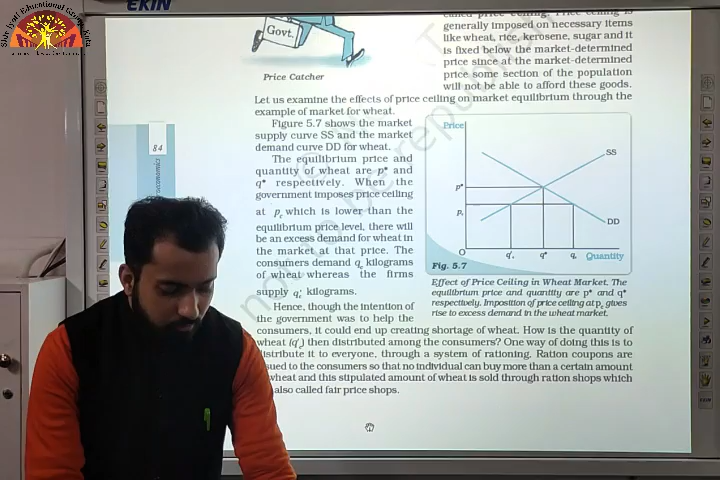 EKIN
Shiv Jyoti Educational Group, Kota
Govt.
Price Catcher
called price ceiling. Price ceiling is
generally imposed on necessary items
like wheat, rice, kerosene, sugar and it
is fixed below the market-determined
price since at the market-determined
price some section of the population
will not be able to afford these goods.
Let us examine the effects of price ceiling on market equilibrium through the
example of market for wheat.
Figure 5.7 shows the market
supply curve SS and the market
demand curve DD for wheat.
The equilibrium price and
quantity of wheat are p* and
q* respectively. When the
government imposes price ceiling
at pc which is lower than the
equilibrium price level, there will
be an excess demand for wheat in
the market at that price. The
consumers demand qc kilograms
of wheat whereas the firms
supply q'c kilograms.
Hence, though the intention of
the government was to help the
consumers, it could end up creating shortage of wheat. How is the quantity of
wheat (q'c) then distributed among the consumers? One way of doing this is to
distribute it to everyone, through a system of rationing. Ration coupons are
sued to the consumers so that no individual can buy more than a certain amount
wheat and this stipulated amount of wheat is sold through ration shops which
also called fair price shops.
84
Price
SS
p*
pc
DD
O
q'c
q*
qc
Quantity
Fig. 5.7
Effect of Price Ceiling in Wheat Market. The
equilibrium price and quantity are p* and q*
respectively. Imposition of price ceiling at pc gives
rise to excess demand in the wheat market.
not to be republished